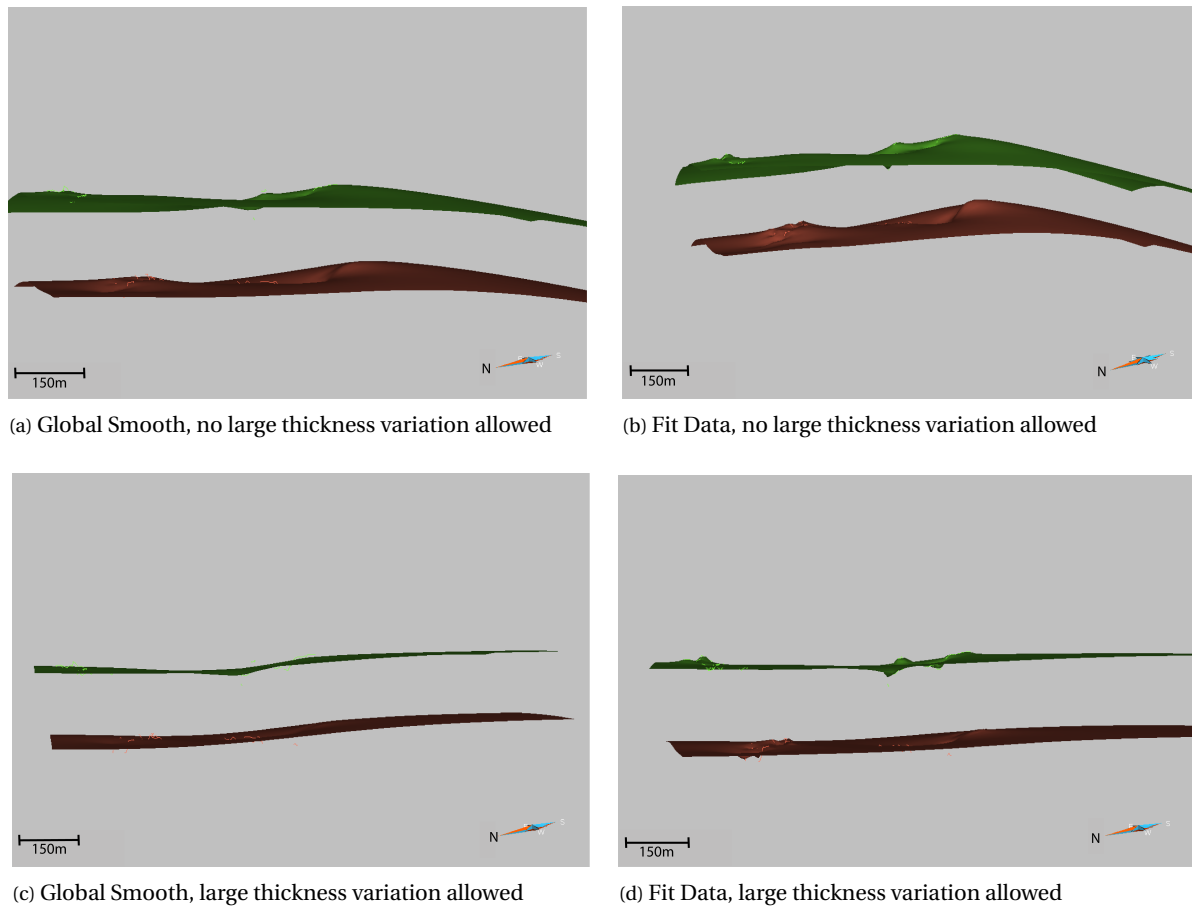 N
S
W
150m
N
S
W
150m
(a) Global Smooth, no large thickness variation allowed
(b) Fit Data, no large thickness variation allowed
N
S
W
150m
N
S
W
150m
(c) Global Smooth, large thickness variation allowed
(d) Fit Data, large thickness variation allowed